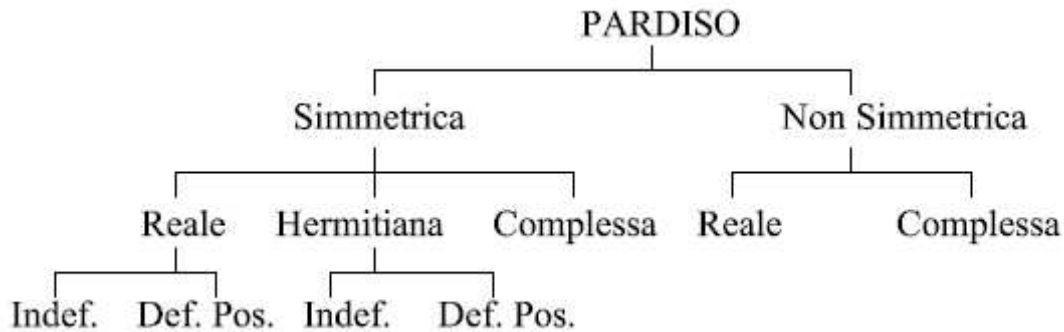 PARDISO
Simmetrica Non Simmetrica
Reale Hermitiana Complessa Reale Complessa
Indef. Def. Pos. Indef. Def. Pos.